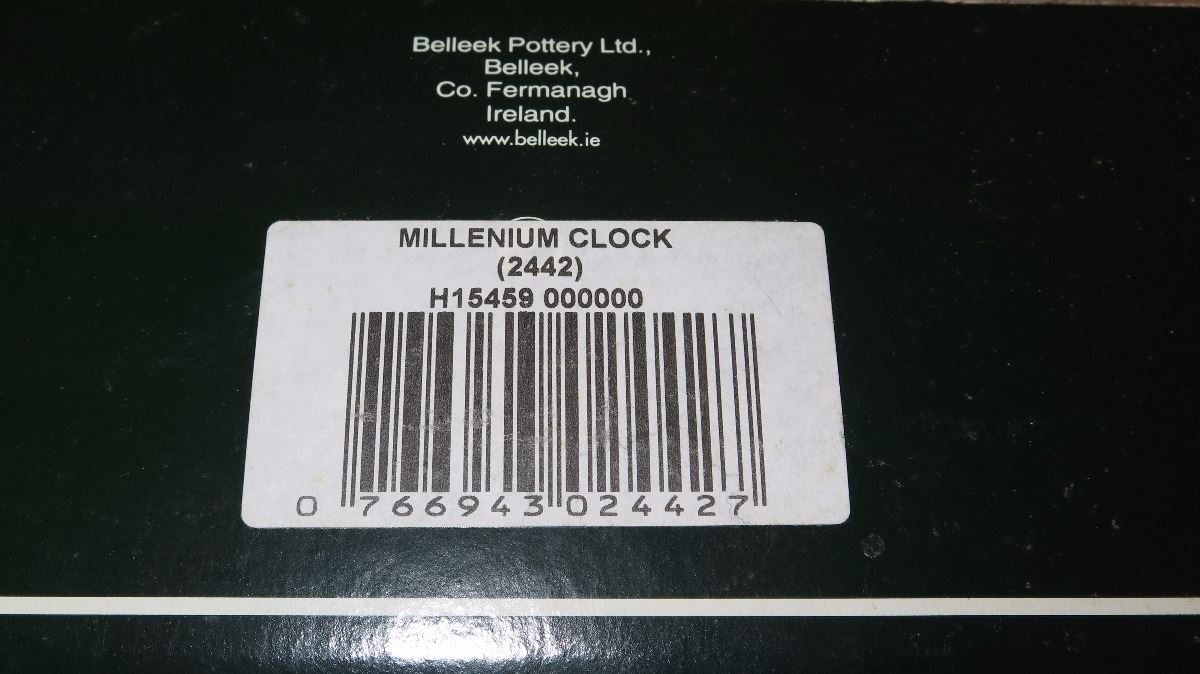 Belleek Pottery Ltd.,
Belleek,
Co. Fermanagh
Ireland.
www.belleek.ie
MILLENIUM CLOCK
(2442)
H15459 000000
0 766943 024427